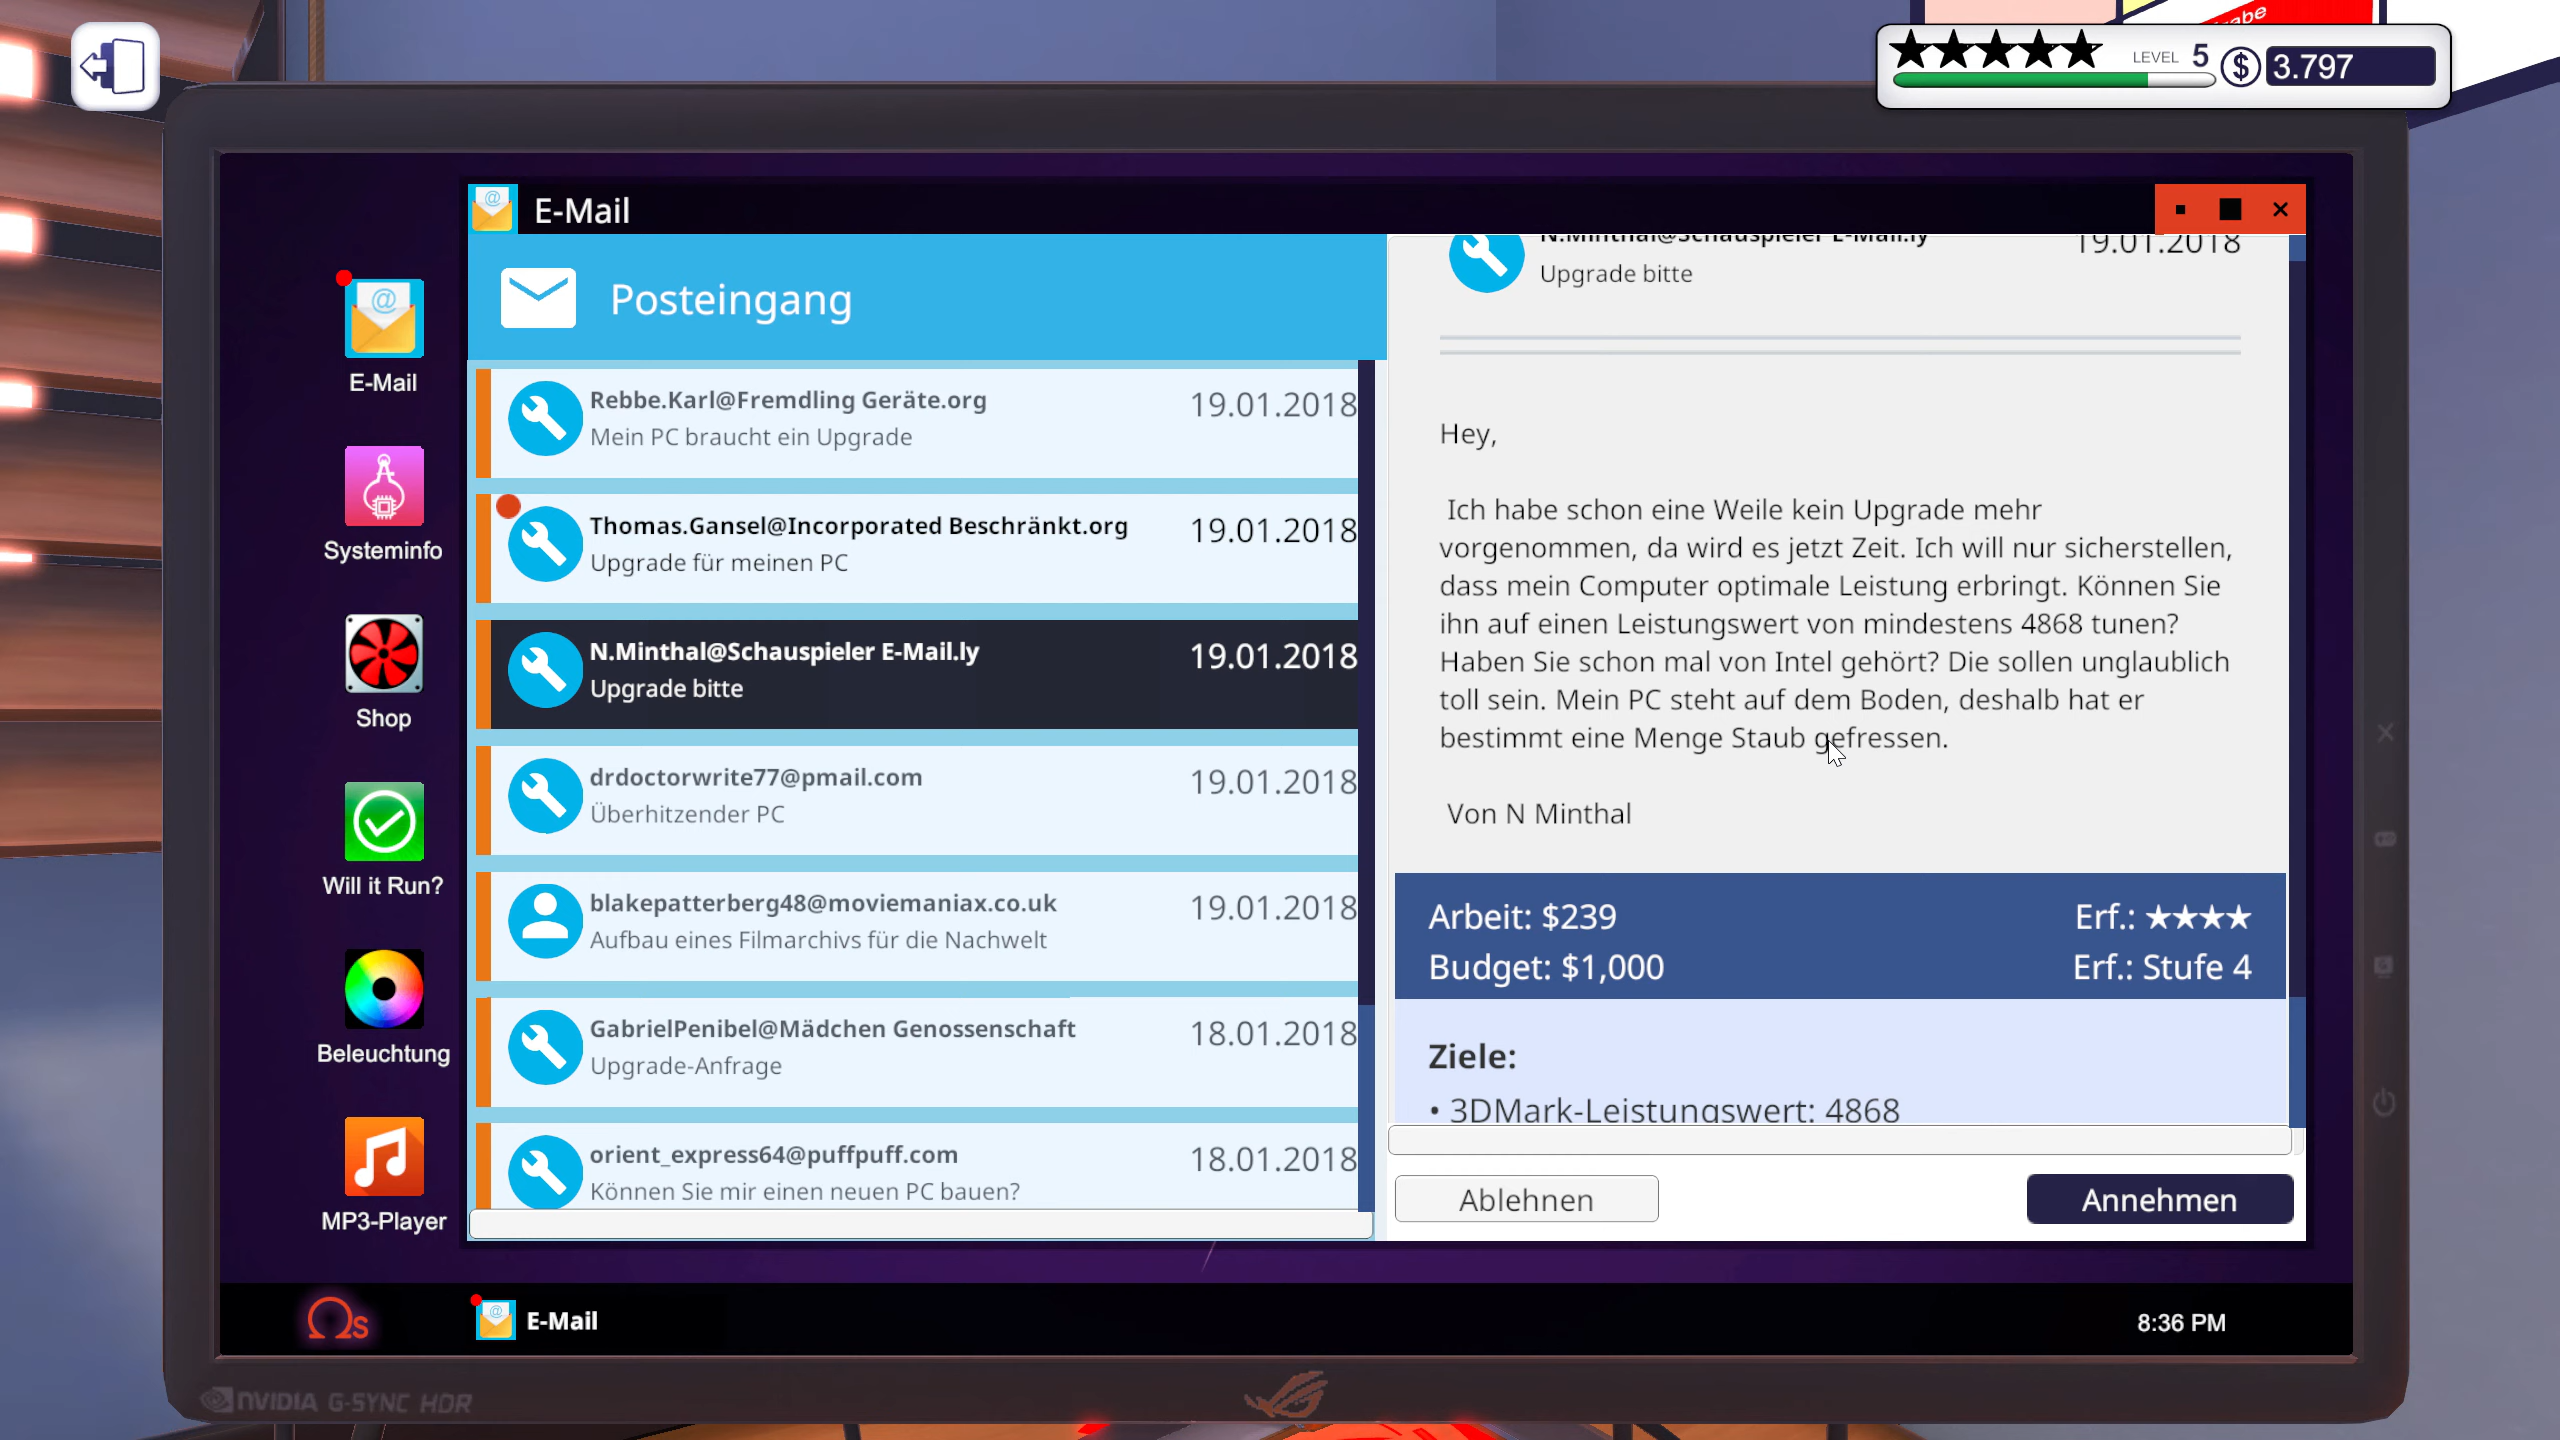 abe
LEVEL 5
$ 3.797
E-Mail
Posteingang
E-Mail
Systeminfo
Shop
Will it Run?
Beleuchtung
MP3-Player
Rebbe.Karl@Fremdling Geräte.org 19.01.2018
Mein PC braucht ein Upgrade
Thomas.Gansel@Incorporated Beschränkt.org 19.01.2018
Upgrade für meinen PC
N.Minthal@Schauspieler E-Mail.ly 19.01.2018
Upgrade bitte
drdoctorwrite77@pmail.com 19.01.2018
Überhitzender PC
blakepatterberg48@moviemaniax.co.uk 19.01.2018
Aufbau eines Filmarchivs für die Nachwelt
GabrielPenibel@Mädchen Genossenschaft 18.01.2018
Upgrade-Anfrage
orient_express64@puffpuff.com 18.01.2018
Können Sie mir einen neuen PC bauen?
N.Minthal@Schauspieler E-Mail.ly 19.01.2018
Upgrade bitte
Hey,
Ich habe schon eine Weile kein Upgrade mehr
vorgenommen, da wird es jetzt Zeit. Ich will nur sicherstellen,
dass mein Computer optimale Leistung erbringt. Können Sie
ihn auf einen Leistungswert von mindestens 4868 tunen?
Haben Sie schon mal von Intel gehört? Die sollen unglaublich
toll sein. Mein PC steht auf dem Boden, deshalb hat er
bestimmt eine Menge Staub gefressen.
Von N Minthal
Arbeit: $239 Erf.: ★★★★
Budget: $1,000 Erf.: Stufe 4
Ziele:
• 3DMark-Leistungswert: 4868
Ablehnen Annehmen
Ωs E-Mail 8:36 PM
NVIDIA G-SYNC HDR